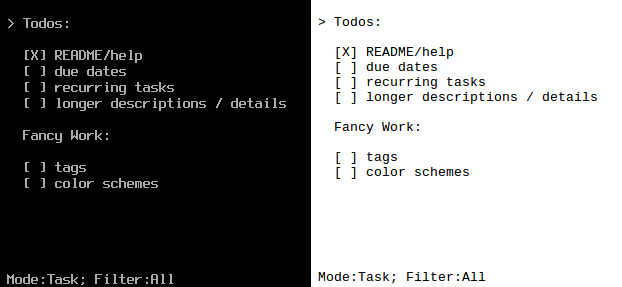 > Todos:
[X] README/help
[ ] due dates
[ ] recurring tasks
[ ] longer descriptions / details
Fancy Work:
[ ] tags
[ ] color schemes
Mode:Task; Filter:All
> Todos:
[X] README/help
[ ] due dates
[ ] recurring tasks
[ ] longer descriptions / details
Fancy Work:
[ ] tags
[ ] color schemes
Mode:Task; Filter:All